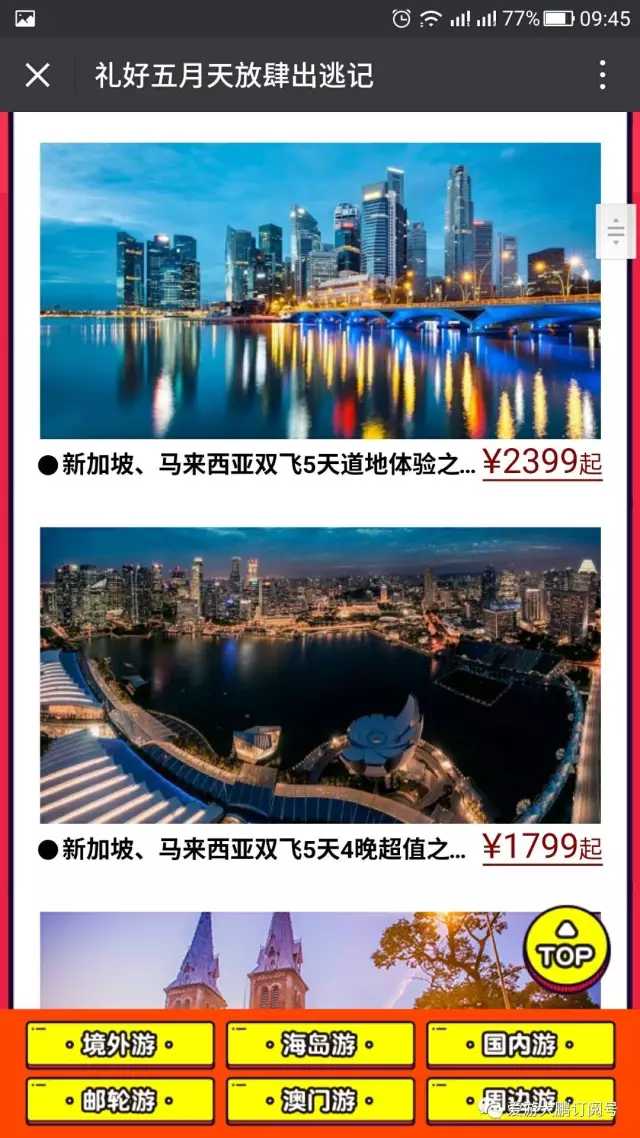 77% 09:45
礼好五月天放肆出逃记
●新加坡、马来西亚双飞5天道地体验之... ¥2399起
●新加坡、马来西亚双飞5天4晚超值之... ¥1799起
TOP
·境外游· ·海岛游· ·国内游·
·邮轮游· ·澳门游· ·周边游·
爱游大鹏订阅号